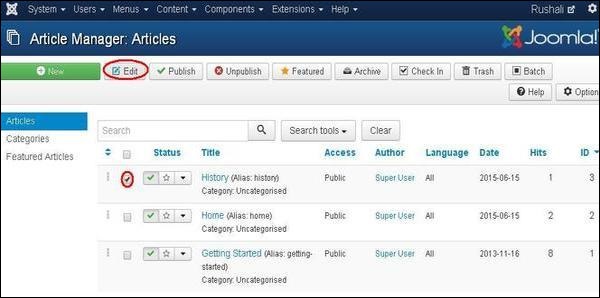 System Users Menus Content Components Extensions Help Rushali
Article Manager: Articles Joomla!
New Edit Publish Unpublish Featured Archive Check In Trash Batch
Help Option
Articles
Categories
Featured Articles
Search Search tools Clear
Status Title Access Author Language Date Hits ID
History (Alias: history) Public Super User All 2015-06-15 1 3
Category: Uncategorised
Home (Alias: home) Public Super User All 2015-06-15 2 2
Category: Uncategorised
Getting Started (Alias: getting- Public Super User All 2013-11-16 8 1
started)
Category: Uncategorised